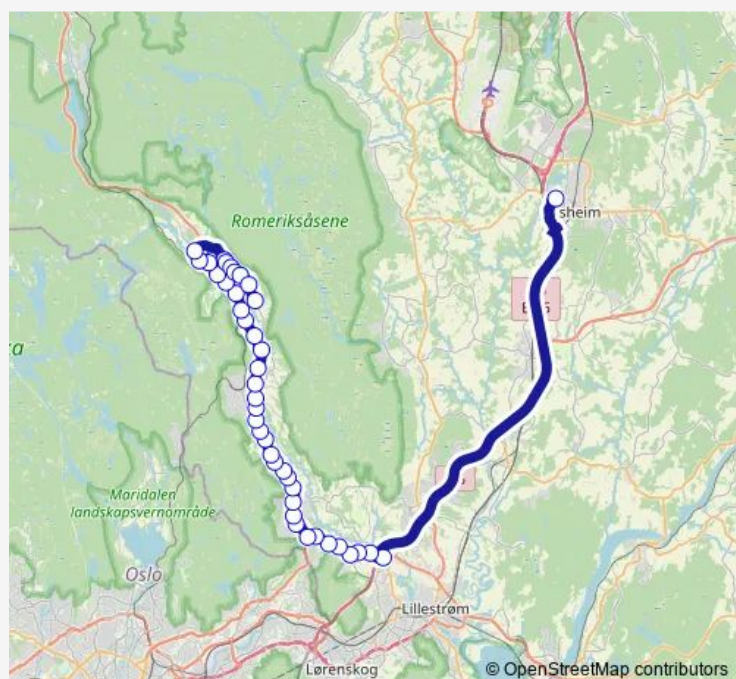 Romeriksåsene
sheim
Maridalen
landskapsvernområde
Oslo
Lillestrøm
Lørenskog
© OpenStreetMap contributors